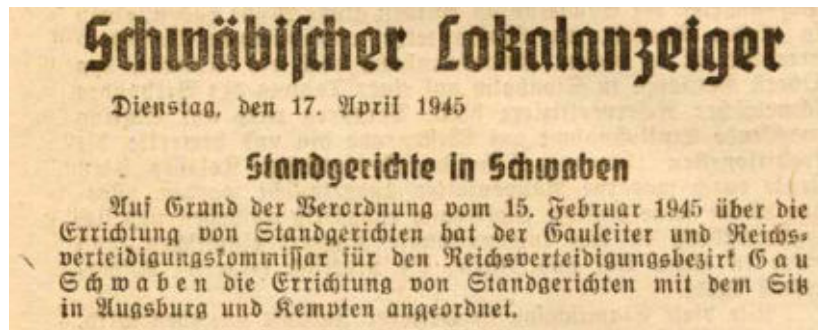 Schwäbischer Lokalanzeiger
Dienstag, den 17. April 1945
Standgerichte in Schwaben
Auf Grund der Verordnung vom 15. Februar 1945 über die
Errichtung von Standgerichten hat der Gauleiter und Reichs-
verteidigungskommissar für den Reichsverteidigungsbezirk Gau
Schwaben die Errichtung von Standgerichten mit dem Sitz
in Augsburg und Kempten angeordnet.